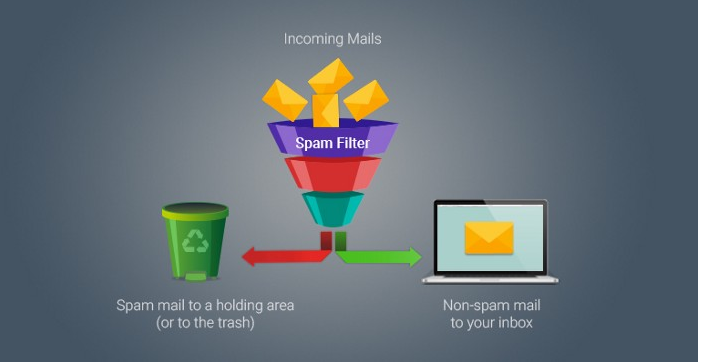 Incoming Mails
Spam Filter
Spam mail to a holding area
(or to the trash)
Non-spam mail
to your inbox